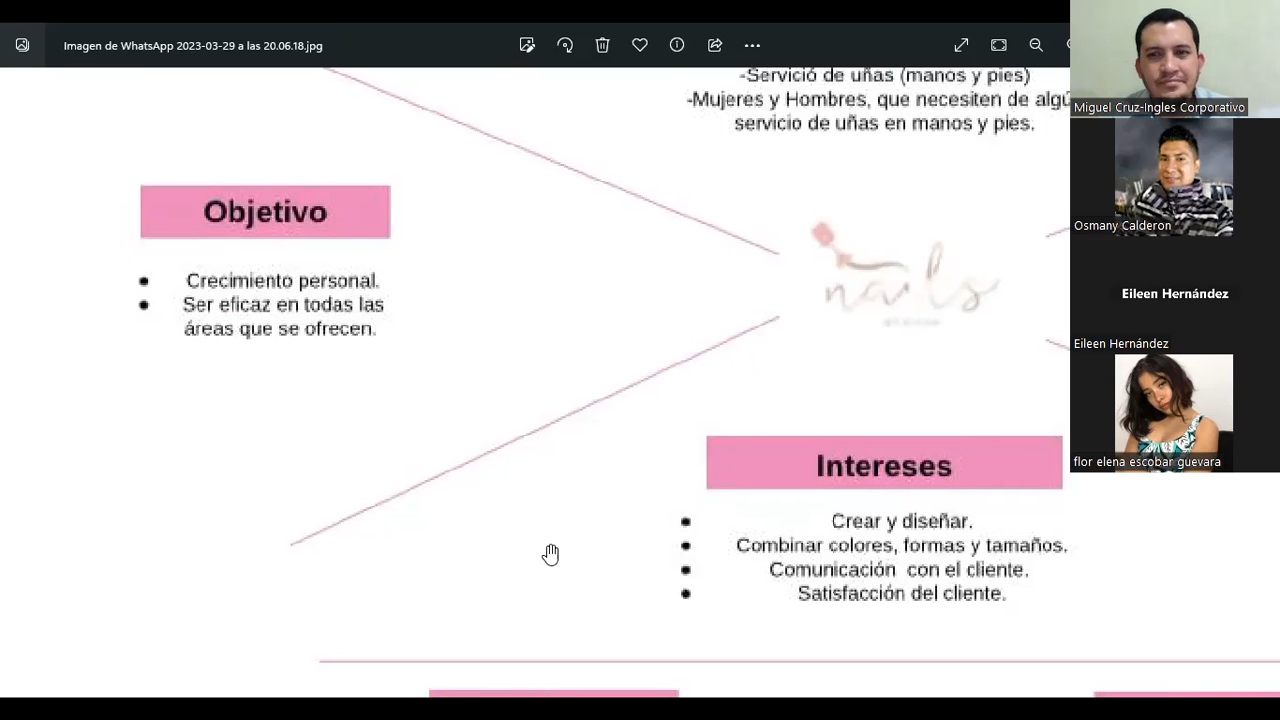 Imagen de WhatsApp 2023-03-29 a las 20.06.18.jpg
-Servició de uñas (manos y pies)
-Mujeres y Hombres, que necesiten de algú
servicio de uñas en manos y pies.
Objetivo
Crecimiento personal.
Ser eficaz en todas las
áreas que se ofrecen.
nails
Intereses
Crear y diseñar.
Combinar colores, formas y tamaños.
Comunicación  con el cliente.
Satisfacción del cliente.
Miguel Cruz-Ingles Corporativo
Osmany Calderon
Eileen Hernández
Eileen Hernández
flor elena escobar guevara